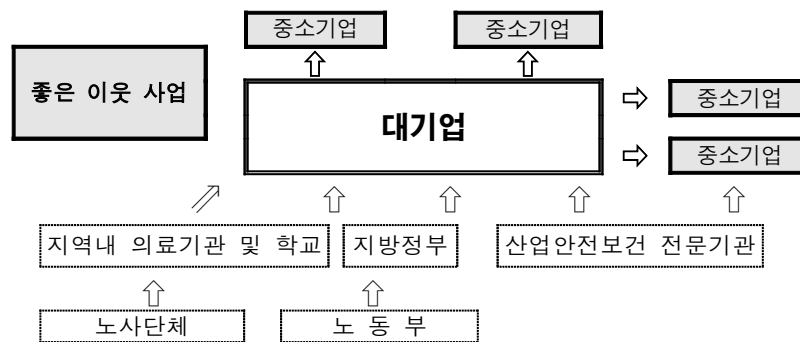 중소기업
중소기업
좋은 이웃 사업
대기업
중소기업
중소기업
지역내 의료기관 및 학교
지방정부
산업안전보건 전문기관
노사단체
노 동 부